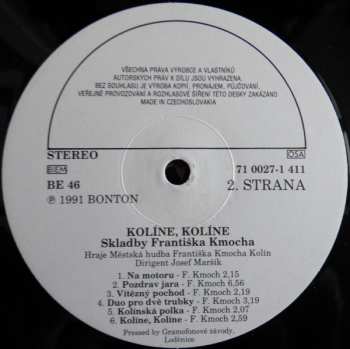 VŠECHNA PRÁVA VÝROBCE A VLASTNÍKŮ
AUTORSKÝCH PRÁV K DÍLU JSOU VYHRAZENA
BEZ SOUHLASU JE VÝROBA KOPIÍ, PRONAJEM, PŮJČOVÁNÍ,
VEŘEJNÉ PROVOZOVÁNÍ A ROZHLASOVÉ ŠÍŘENÍ TÉTO DESKY ZAKÁZÁNO
MADE IN CZECHOSLOVAKIA
STEREO
OSA
BIEM
71 0027-1 411
BE 46
2. STRANA
℗ 1991 BONTON
KOLÍNE, KOLÍNE
Skladby Františka Kmocha
Hraje Městská hudba Františka Kmocha Kolín
Dirigent Josef Maršík
1. Na motoru - F. Kmoch 2,15
2. Pozdrav jara - F. Kmoch 6,56
3. Vítězný pochod - F. Kmoch 2,19
4. Duo pro dvě trubky - F. Kmoch 3,19
5. Kolínská polka - F. Kmoch 2,07
6. Kolíne, Kolíne - F. Kmoch 2,59
Pressed by Gramofonové závody,
Loděnice